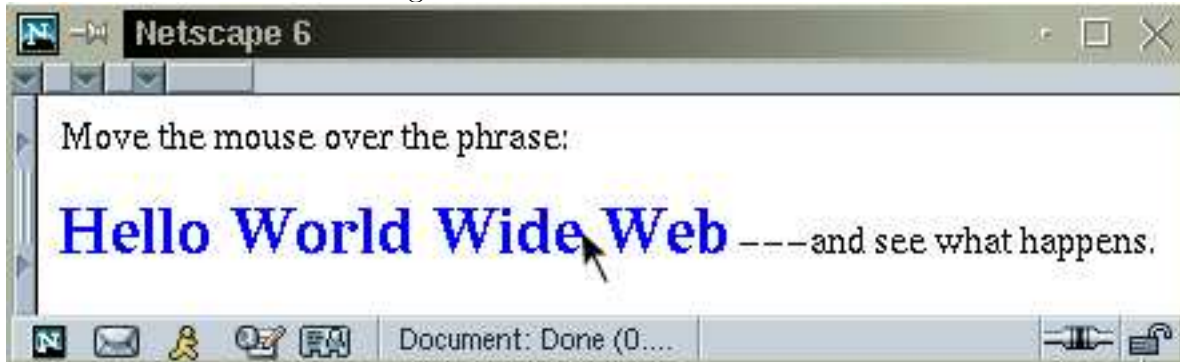 Netscape 6
Move the mouse over the phrase:
Hello World Wide Web ---and see what happens.
Document: Done (0....